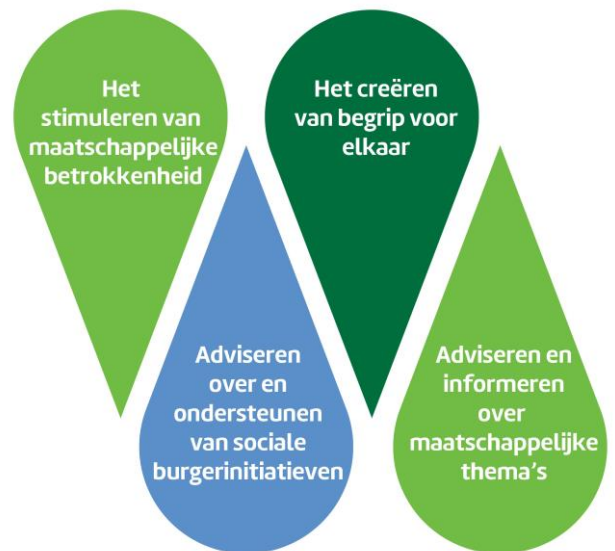 Het
stimuleren van
maatschappelijke
betrokkenheid
Het creëren
van begrip voor
elkaar
Adviseren
over en
ondersteunen
van sociale
burgerinitiatieven
Adviseren en
informeren
over
maatschappelijke
thema's